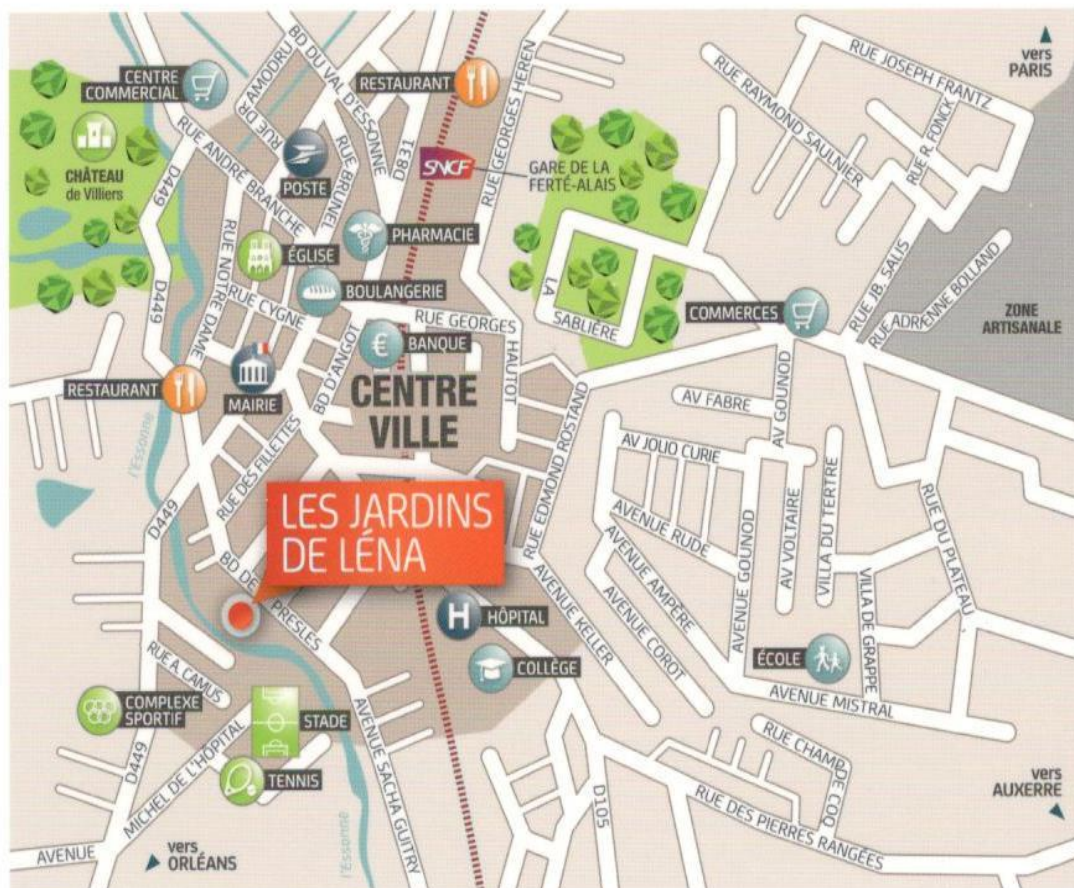 CENTRE
COMMERCIAL
RUE DR AMODRU
BD DU VAL D'ESSONNE
RESTAURANT
RUE GEORGES HEREN
RUE JOSEPH FRANTZ
vers
PARIS
RUE RAYMOND SAULNIER
RUE R. FONCK
CHÂTEAU
de Villiers
D449
RUE ANDRÉ BRANCHE
POSTE
RUE BRUNEL
D831
SNCF
GARE DE LA
FERTÉ-ALAIS
PHARMACIE
ÉGLISE
RUE NOTRE DAME
RUE CYGNE
BOULANGERIE
D449
RUE GEORGES
HAUTOT
LA
SABLIÈRE
COMMERCES
RUE JB. SALIS
RUE ADRIENNE BOLLAND
ZONE
ARTISANALE
BANQUE
BD D'ANGOT
CENTRE
VILLE
RESTAURANT
MAIRIE
RUE DES FILLETTES
l'Essonne
D449
RUE EDMOND ROSTAND
AV FABRE
AV GOUNOD
AV JOLIO CURIE
LES JARDINS
DE LÉNA
BD DE PRESLES
AVENUE RUDE
AVENUE GOUNOD
AV VOLTAIRE
VILLA DU TERTRE
RUE DU PLATEAU
VILLA DE GRAPPE
AVENUE AMPÈRE
AVENUE COROT
AVENUE KELLER
HÔPITAL
COLLÈGE
ÉCOLE
AVENUE MISTRAL
RUE A. CAMUS
COMPLEXE
SPORTIF
STADE
TENNIS
D449
AVENUE
MICHEL DE L'HÔPITAL
AVENUE SACHA GUITRY
l'Essonne
vers
ORLÉANS
D105
RUE CHAMP DE COQ
RUE DES PIERRES RANGÉES
vers
AUXERRE